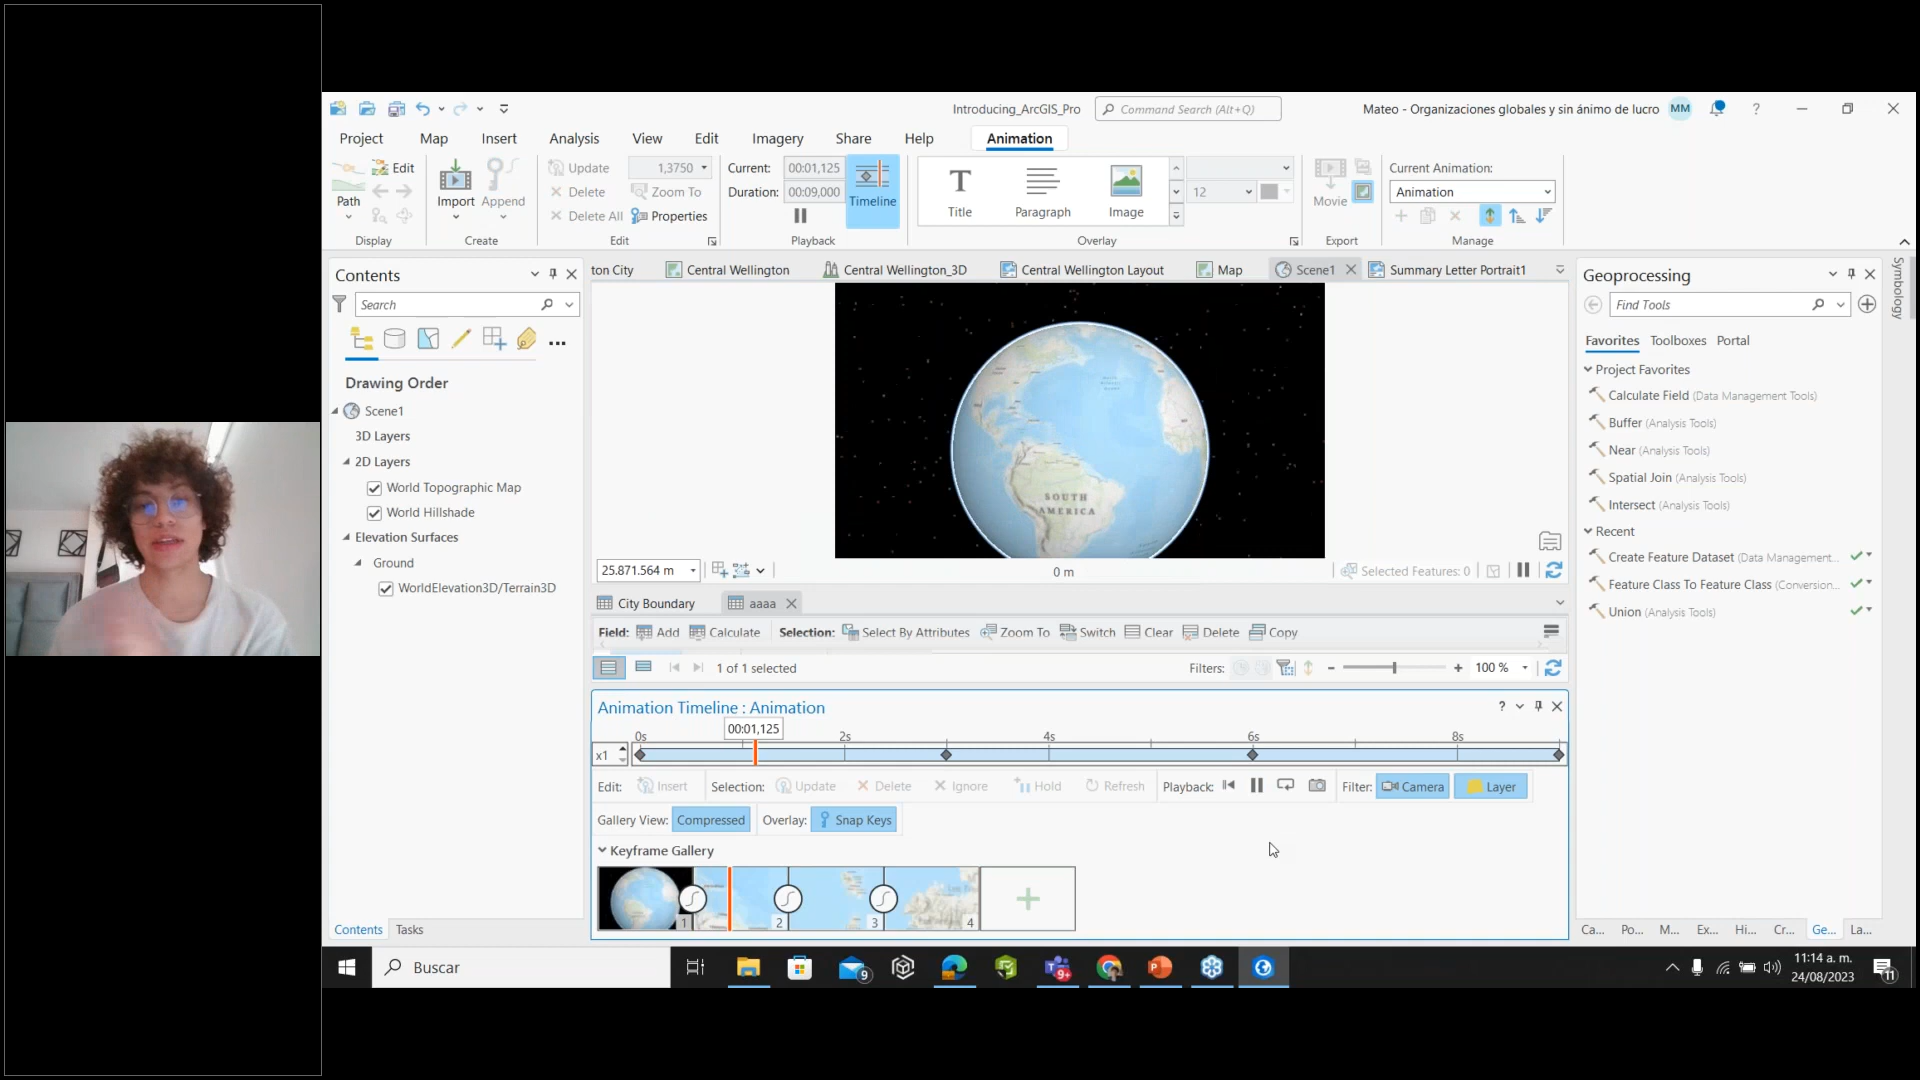 Introducing_ArcGIS_Pro
Command Search (Alt+Q)
Mateo - Organizaciones globales y sin ánimo de lucro
MM
Project
Map
Insert
Analysis
View
Edit
Imagery
Share
Help
Animation
Path
Edit
Display
Import
Append
Create
Update
1,3750
Delete
Zoom To
Delete All
Properties
Edit
Current:
00:01,125
Duration:
00:09,000
Timeline
Playback
Title
Paragraph
Image
12
Overlay
Movie
Export
Current Animation:
Animation
Manage
Contents
Search
Drawing Order
Scene1
3D Layers
2D Layers
World Topographic Map
World Hillshade
Elevation Surfaces
Ground
WorldElevation3D/Terrain3D
Contents
Tasks
ton City
Central Wellington
Central Wellington_3D
Central Wellington Layout
Map
Scene1
Summary Letter Portrait1
SOUTH
AMERICA
25.871.564 m
0 m
Selected Features: 0
City Boundary
aaaa
Field:
Add
Calculate
Selection:
Select By Attributes
Zoom To
Switch
Clear
Delete
Copy
1 of 1 selected
Filters:
100 %
Animation Timeline : Animation
00:01,125
0s
2s
4s
6s
8s
x1
Edit:
Insert
Selection:
Update
Delete
Ignore
Hold
Refresh
Playback:
Filter:
Camera
Layer
Gallery View:
Compressed
Overlay:
Snap Keys
Keyframe Gallery
1
2
3
4
Geoprocessing
Find Tools
Favorites
Toolboxes
Portal
Project Favorites
Calculate Field (Data Management Tools)
Buffer (Analysis Tools)
Near (Analysis Tools)
Spatial Join (Analysis Tools)
Intersect (Analysis Tools)
Recent
Create Feature Dataset (Data Management...
Feature Class To Feature Class (Conversion...
Union (Analysis Tools)
Ca...
Po...
M...
Ex...
Hi...
Cr...
Ge...
La...
Symbology
Buscar
9
9+
11:14 a. m.
24/08/2023
11